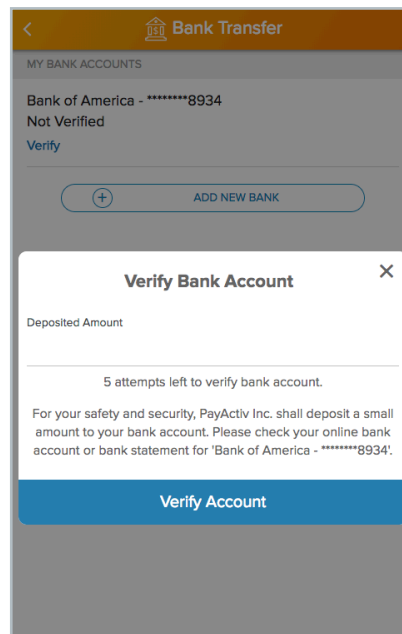 Bank Transfer
MY BANK ACCOUNTS
Bank of America - ********8934
Not Verified
Verify
ADD NEW BANK
Verify Bank Account
Deposited Amount
5 attempts left to verify bank account.
For your safety and security, PayActiv Inc. shall deposit a small
amount to your bank account. Please check your online bank
account or bank statement for 'Bank of America - ********8934'.
Verify Account